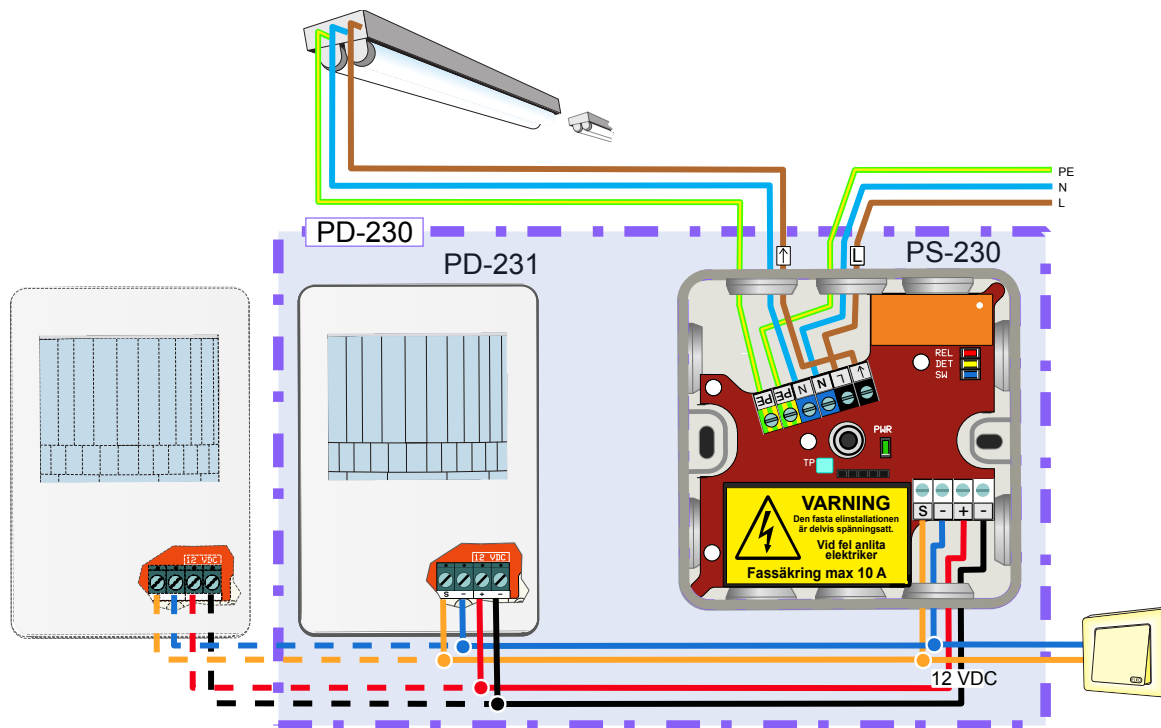 PE
N
L
PD-230
PD-231
PS-230
↑
L
REL
DET
SW
PE
PE
N
N
L
↑
PWR
TP
VARNING
Den fasta elinstallationen
är delvis spänningsatt.
Vid fel anlita
elektriker
Fassäkring max 10 A
S
-
+
-
12 VDC
12 VDC
S
-
+
-
12 VDC